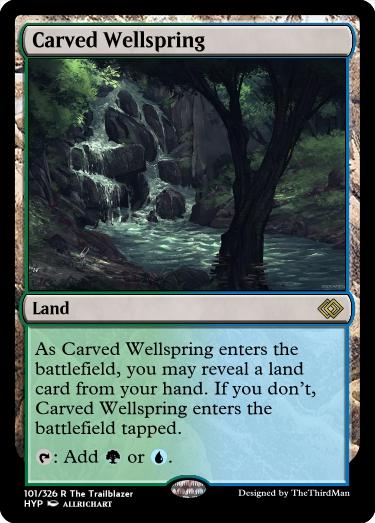 Carved Wellspring
Land
As Carved Wellspring enters the
battlefield, you may reveal a land
card from your hand. If you don't,
Carved Wellspring enters the
battlefield tapped.
: Add or .
101/326 R The Trailblazer
HYP ALLRICHART
Designed by TheThirdMan